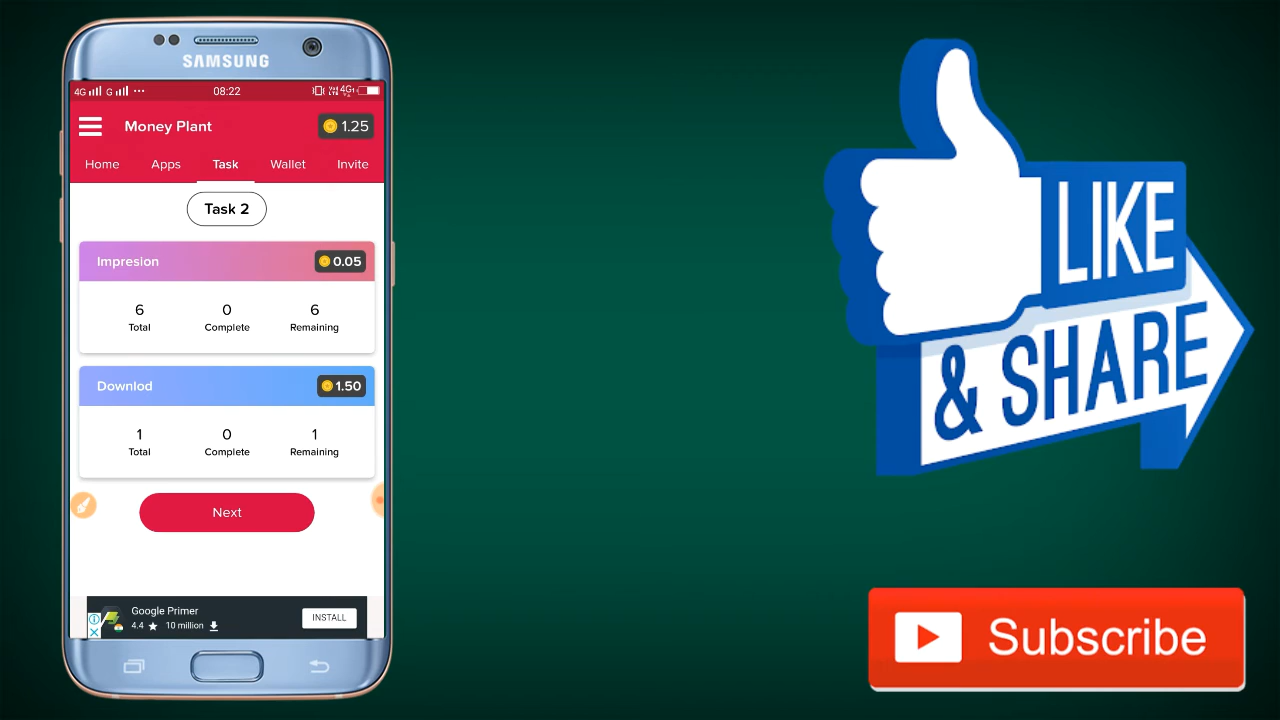 SAMSUNG
4G G ... 08:22 4G
Money Plant 1.25
Home Apps Task Wallet Invite
Task 2
Impresion 0.05
6 0 6
Total Complete Remaining
Downlod 1.50
1 0 1
Total Complete Remaining
Next
Google Primer
4.4 ★ 10 million
INSTALL
LIKE
& SHARE
Subscribe